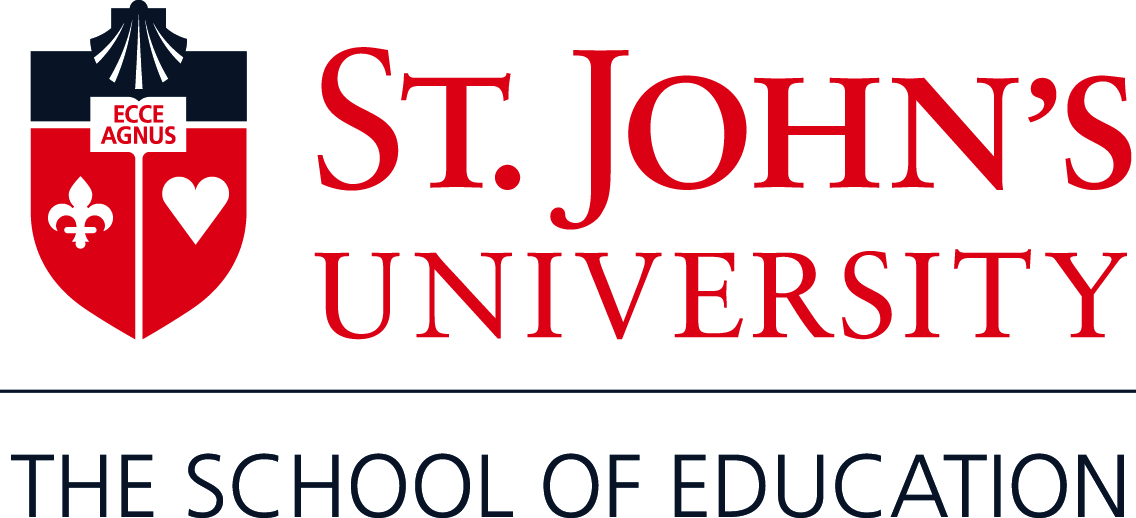 ECCE
AGNUS
ST. JOHN’S
UNIVERSITY
THE SCHOOL OF EDUCATION